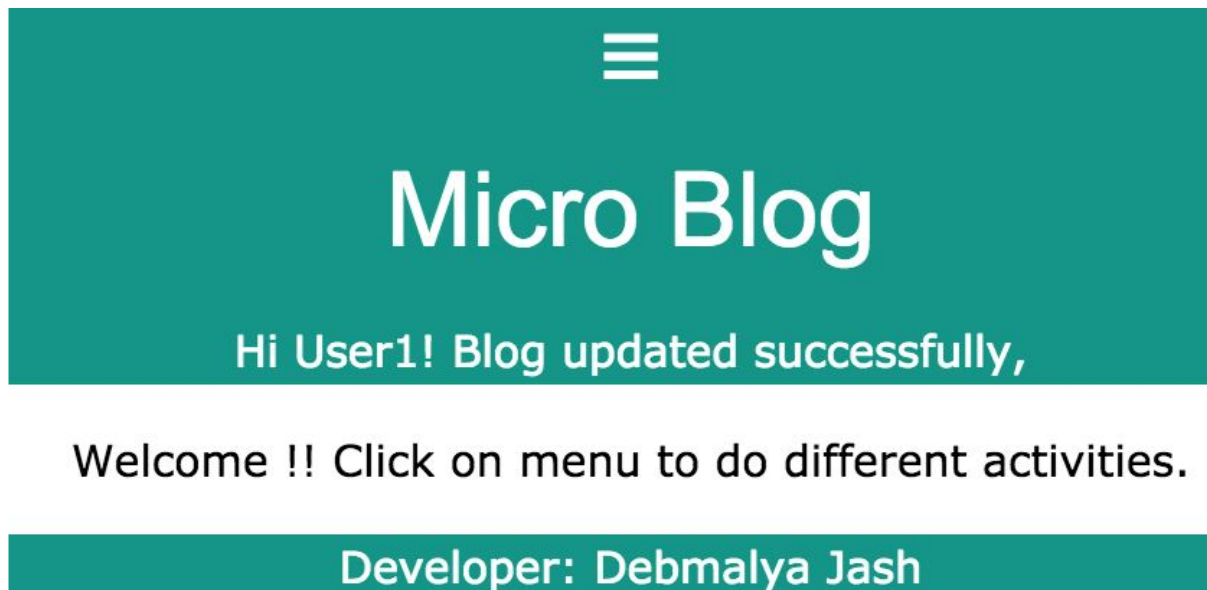 Micro Blog
Hi User1! Blog updated successfully,
Welcome !! Click on menu to do different activities.
Developer: Debmalya Jash